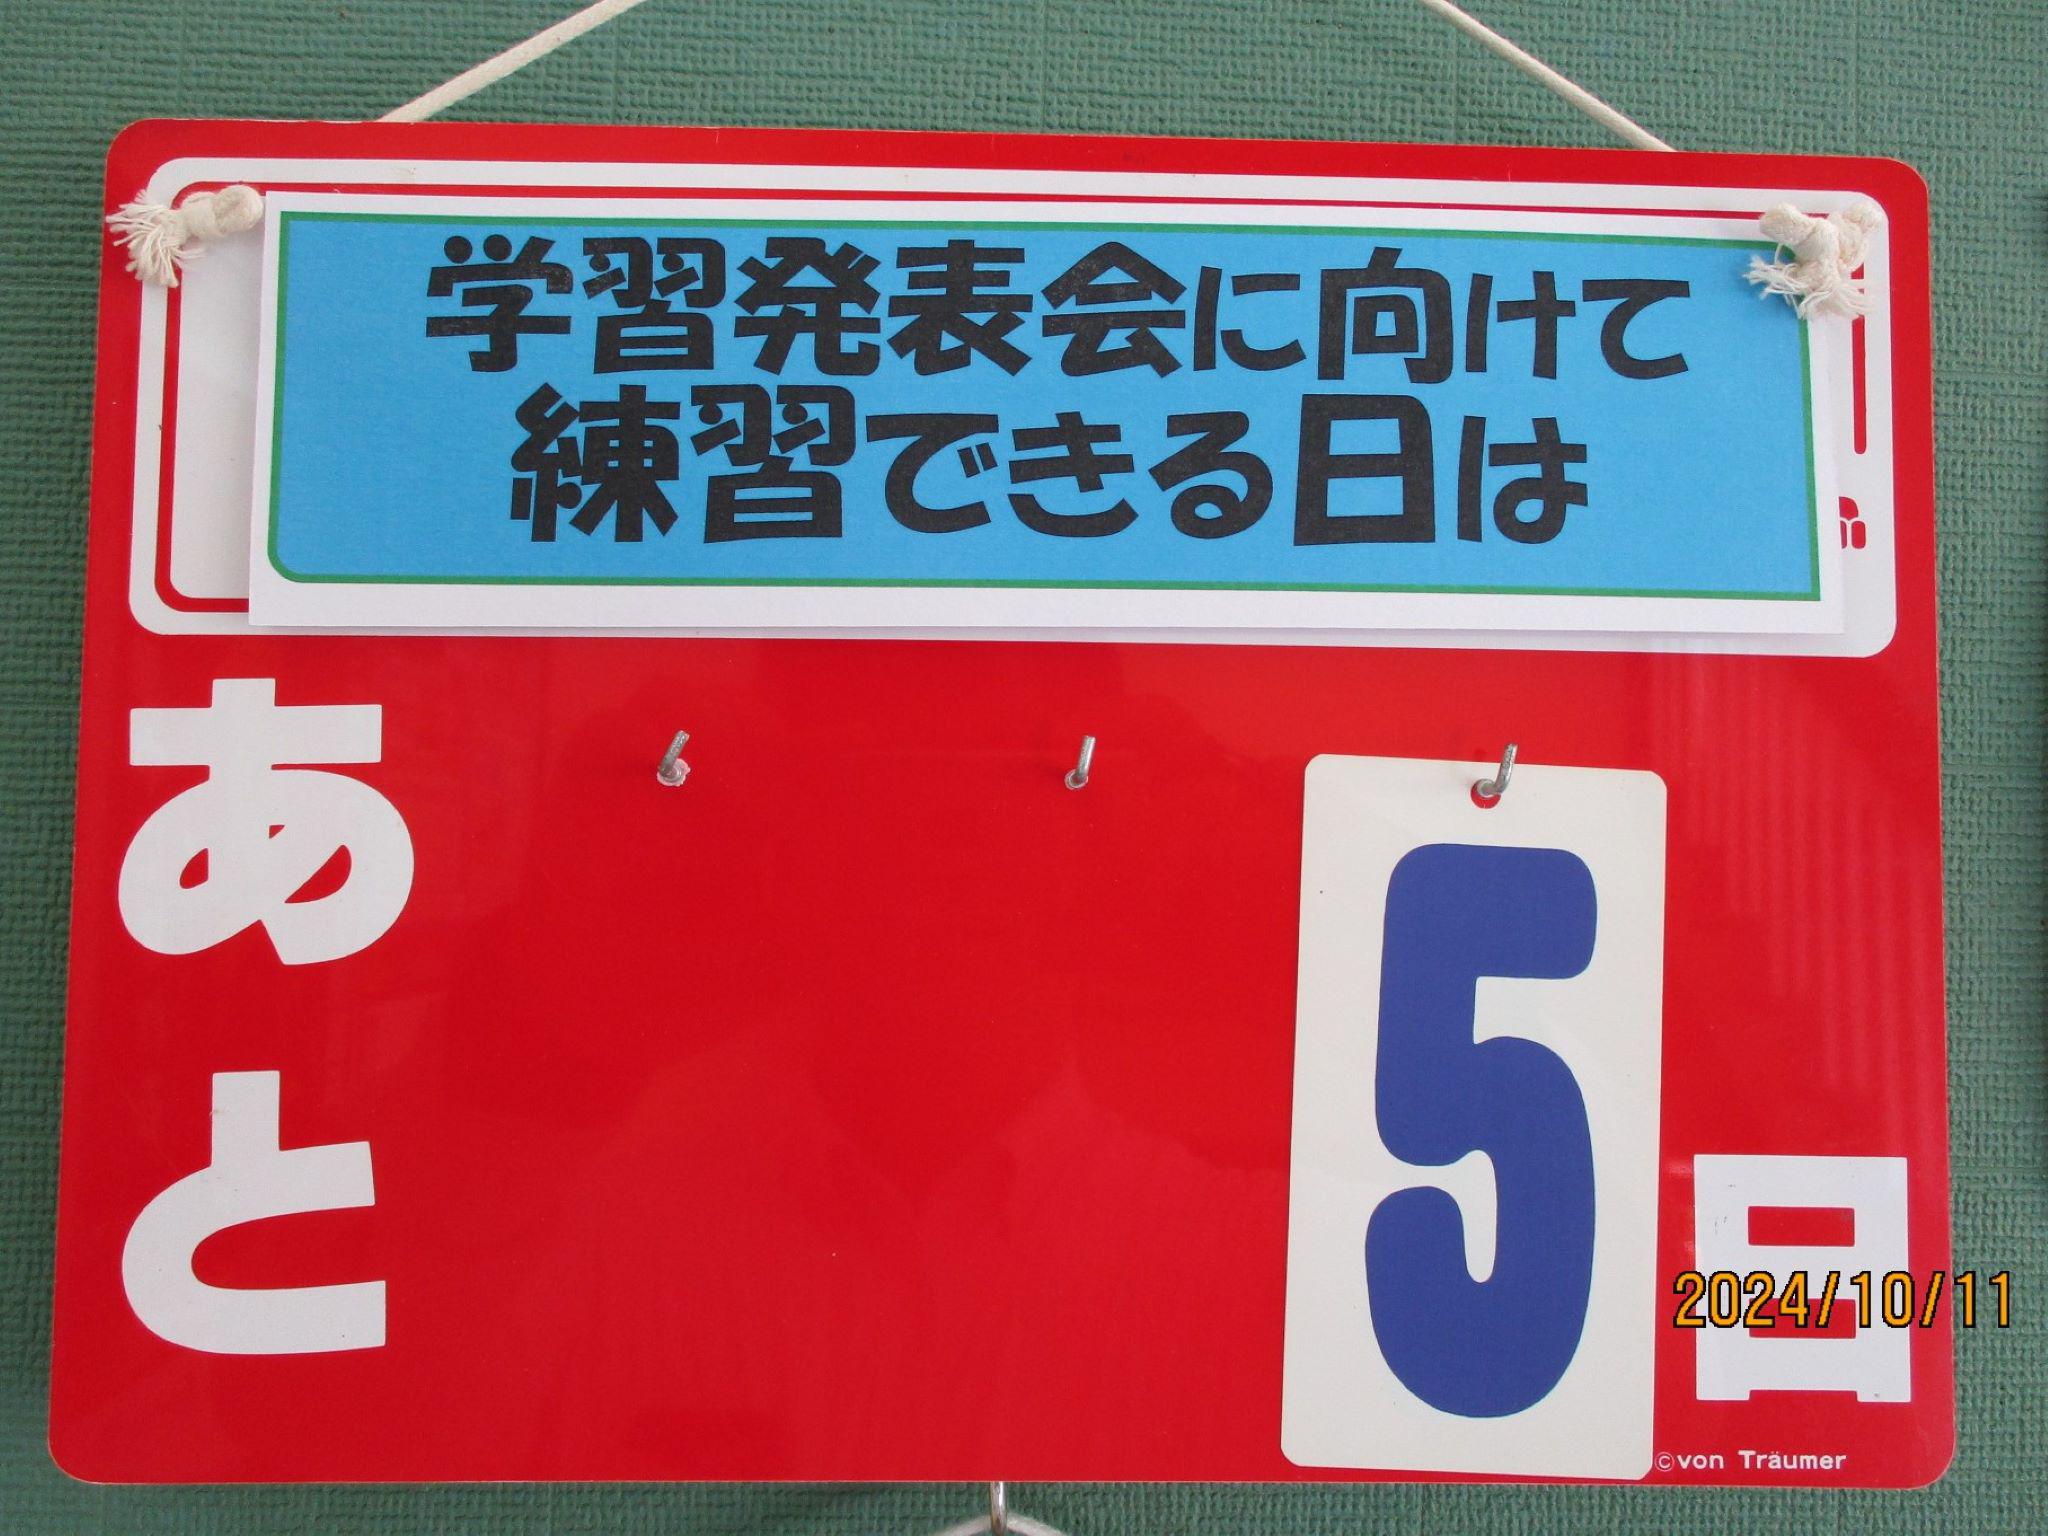 学習発表会に向けて
練習できる日は
あと
5
日
2024/10/11
©von Träumer